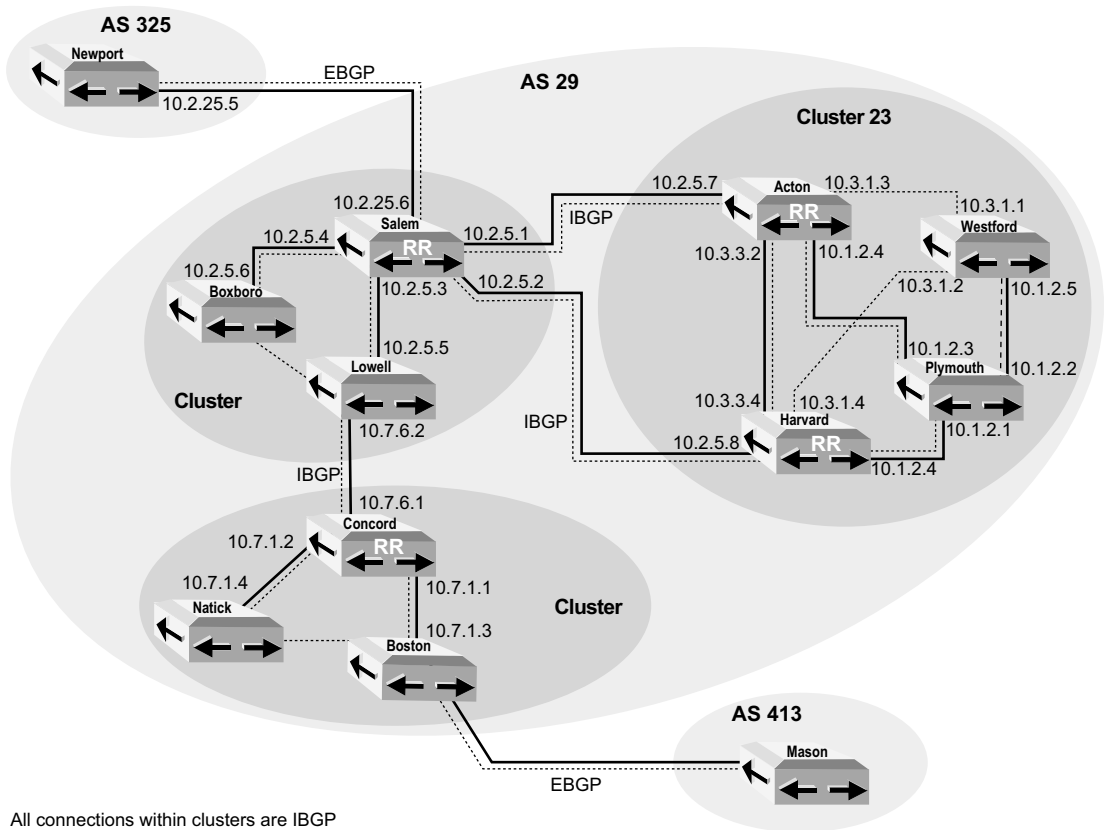 AS 325
Newport
EBGP
10.2.25.5
AS 29
Cluster 23
10.2.25.6
Salem
RR
10.2.5.4
10.2.5.1
10.2.5.6
Boxboro
10.2.5.3
10.2.5.2
IBGP
10.2.5.7
Acton
RR
10.3.1.3
10.3.1.1
Westford
10.3.3.2
10.1.2.4
10.3.1.2
10.1.2.5
10.2.5.5
Lowell
10.1.2.3
Plymouth
10.1.2.2
Cluster
10.7.6.2
10.3.3.4
10.3.1.4
Harvard
RR
10.1.2.1
IBGP
10.2.5.8
10.1.2.4
IBGP
10.7.6.1
Concord
RR
10.7.1.2
10.7.1.4
10.7.1.1
Natick
Cluster
10.7.1.3
Boston
AS 413
Mason
EBGP
All connections within clusters are IBGP